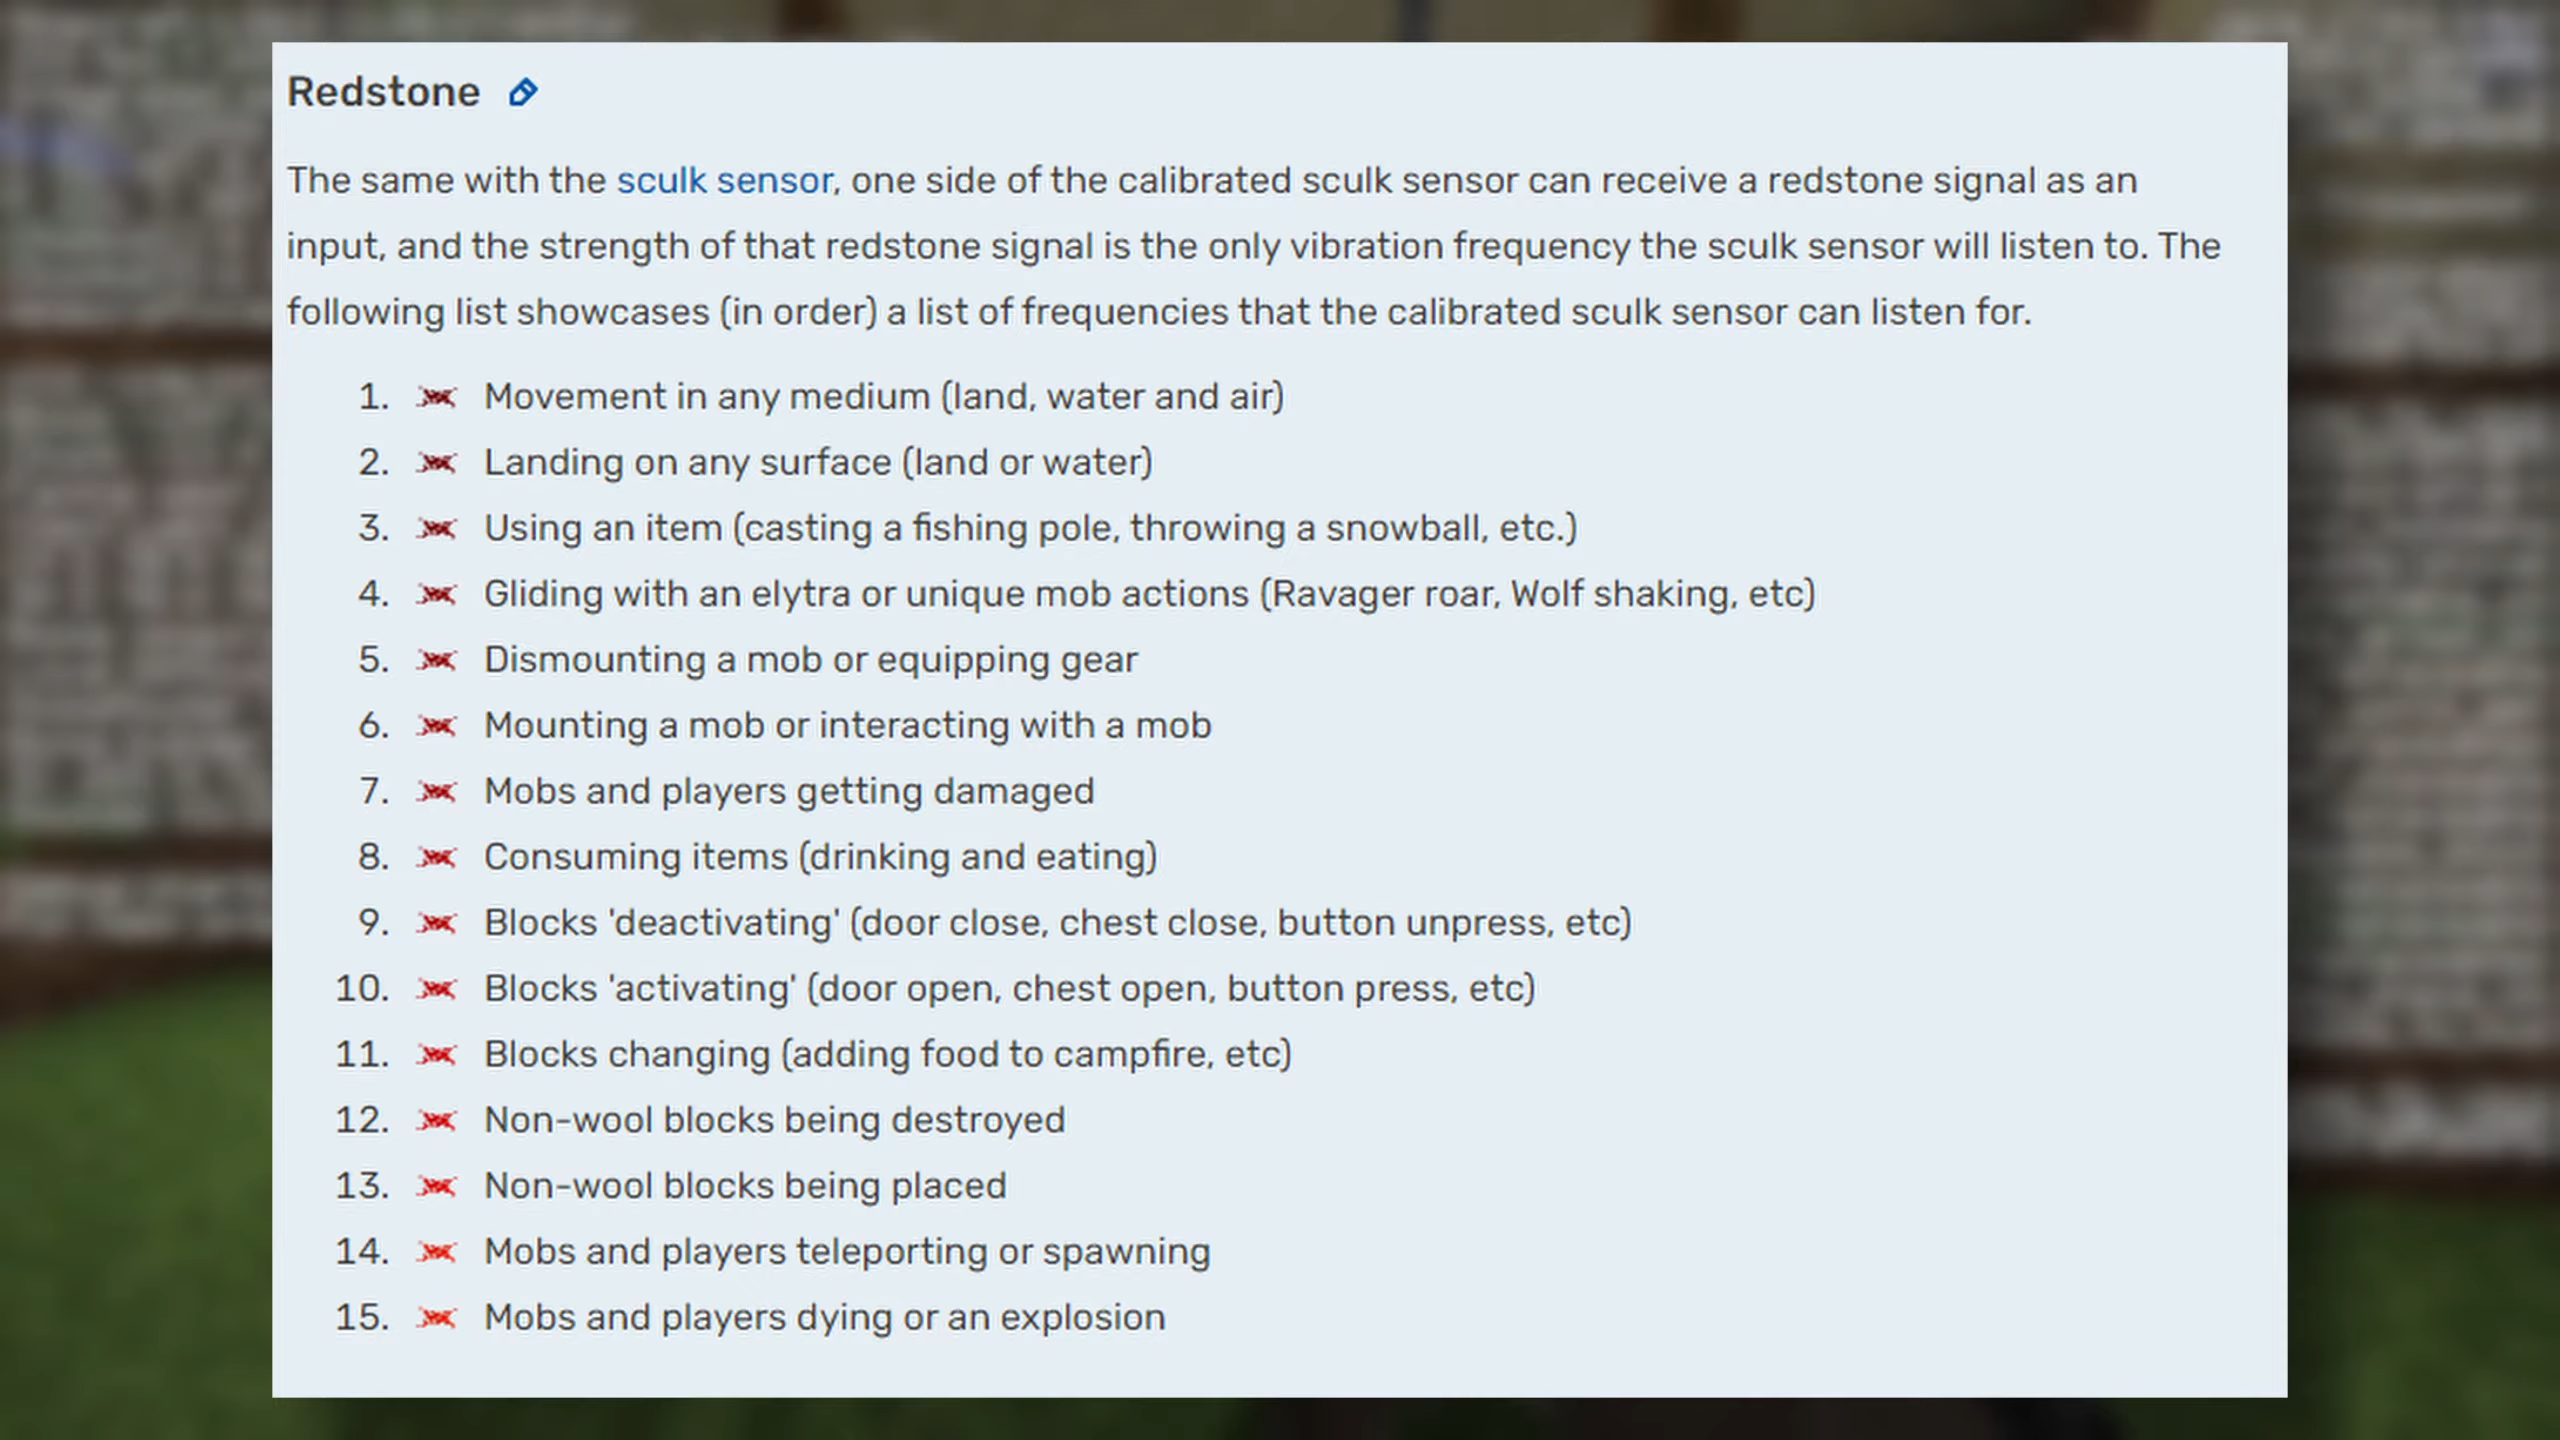 Redstone
The same with the sculk sensor, one side of the calibrated sculk sensor can receive a redstone signal as an
input, and the strength of that redstone signal is the only vibration frequency the sculk sensor will listen to. The
following list showcases (in order) a list of frequencies that the calibrated sculk sensor can listen for.
1. Movement in any medium (land, water and air)
2. Landing on any surface (land or water)
3. Using an item (casting a fishing pole, throwing a snowball, etc.)
4. Gliding with an elytra or unique mob actions (Ravager roar, Wolf shaking, etc)
5. Dismounting a mob or equipping gear
6. Mounting a mob or interacting with a mob
7. Mobs and players getting damaged
8. Consuming items (drinking and eating)
9. Blocks 'deactivating' (door close, chest close, button unpress, etc)
10. Blocks 'activating' (door open, chest open, button press, etc)
11. Blocks changing (adding food to campfire, etc)
12. Non-wool blocks being destroyed
13. Non-wool blocks being placed
14. Mobs and players teleporting or spawning
15. Mobs and players dying or an explosion